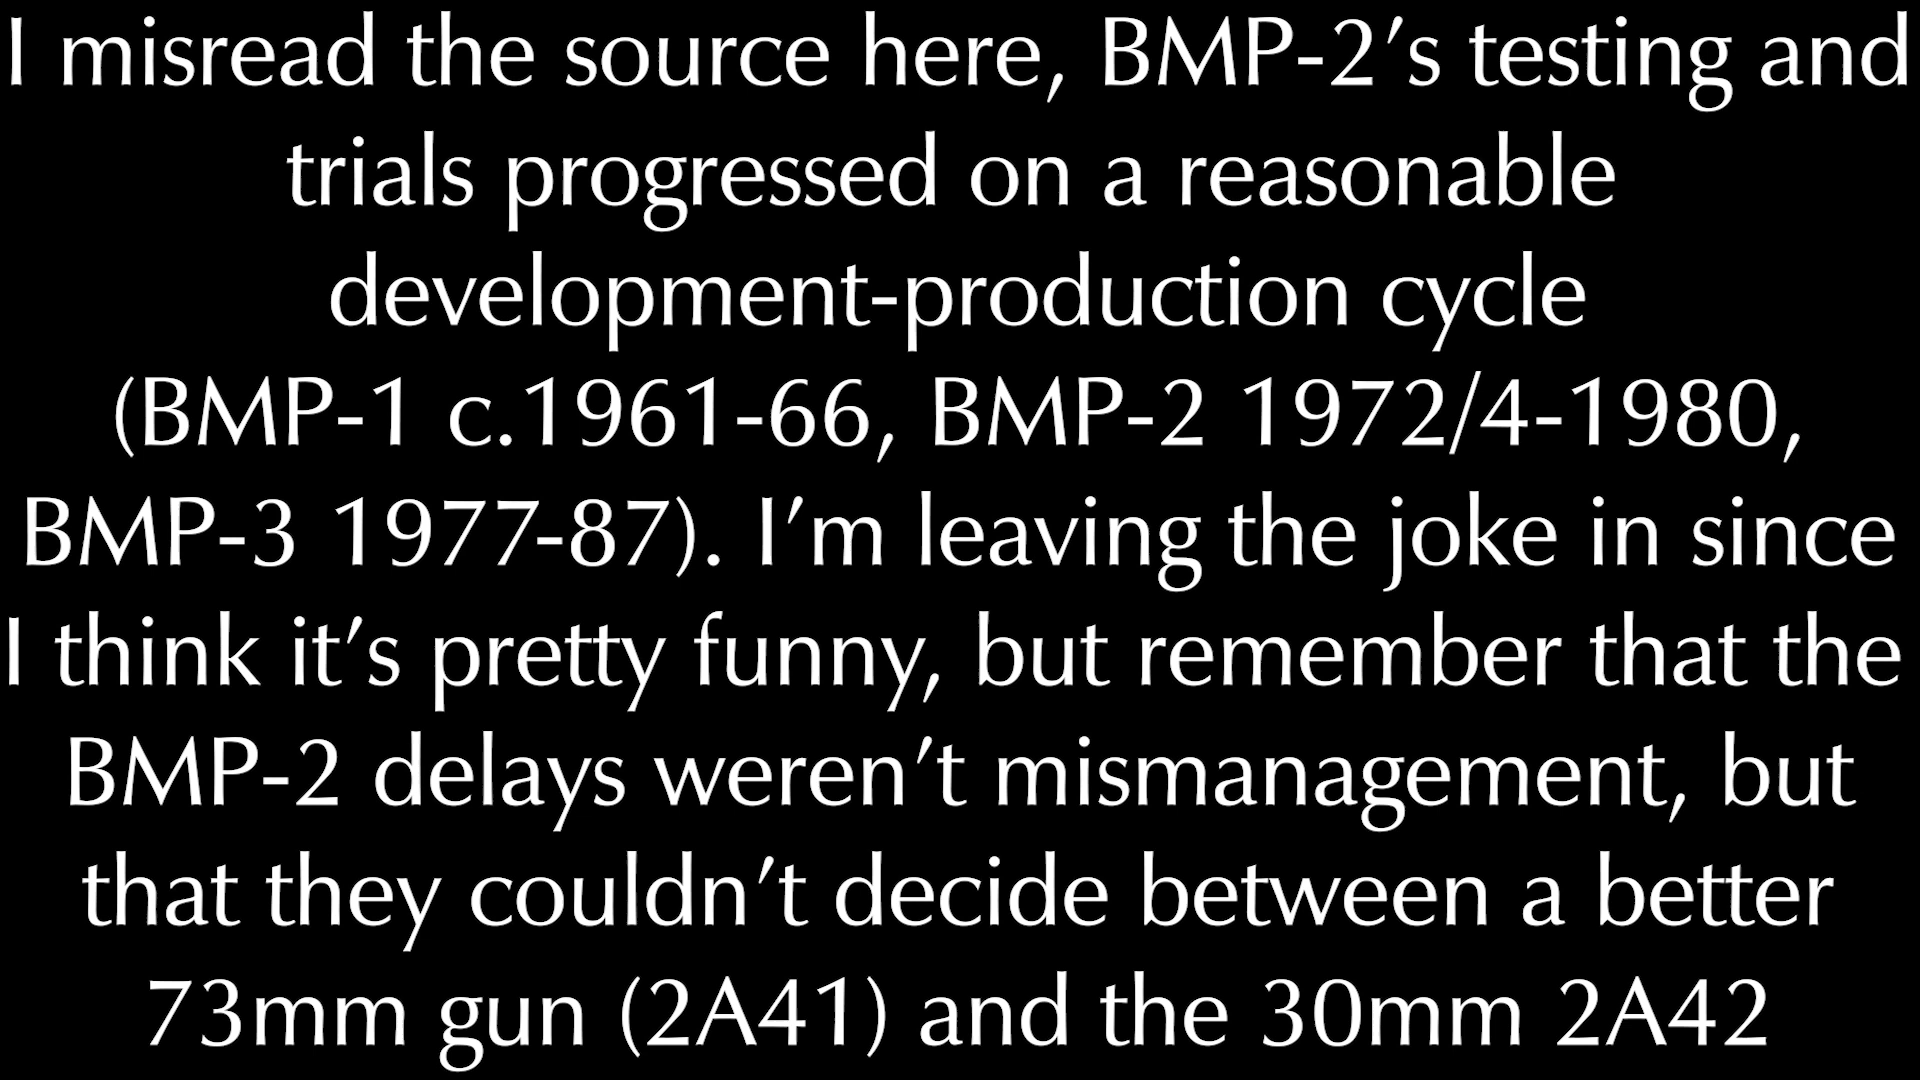 I misread the source here, BMP-2’s testing and
trials progressed on a reasonable
development-production cycle
(BMP-1 c.1961-66, BMP-2 1972/4-1980,
BMP-3 1977-87). I’m leaving the joke in since
I think it’s pretty funny, but remember that the
BMP-2 delays weren’t mismanagement, but
that they couldn’t decide between a better
73mm gun (2A41) and the 30mm 2A42